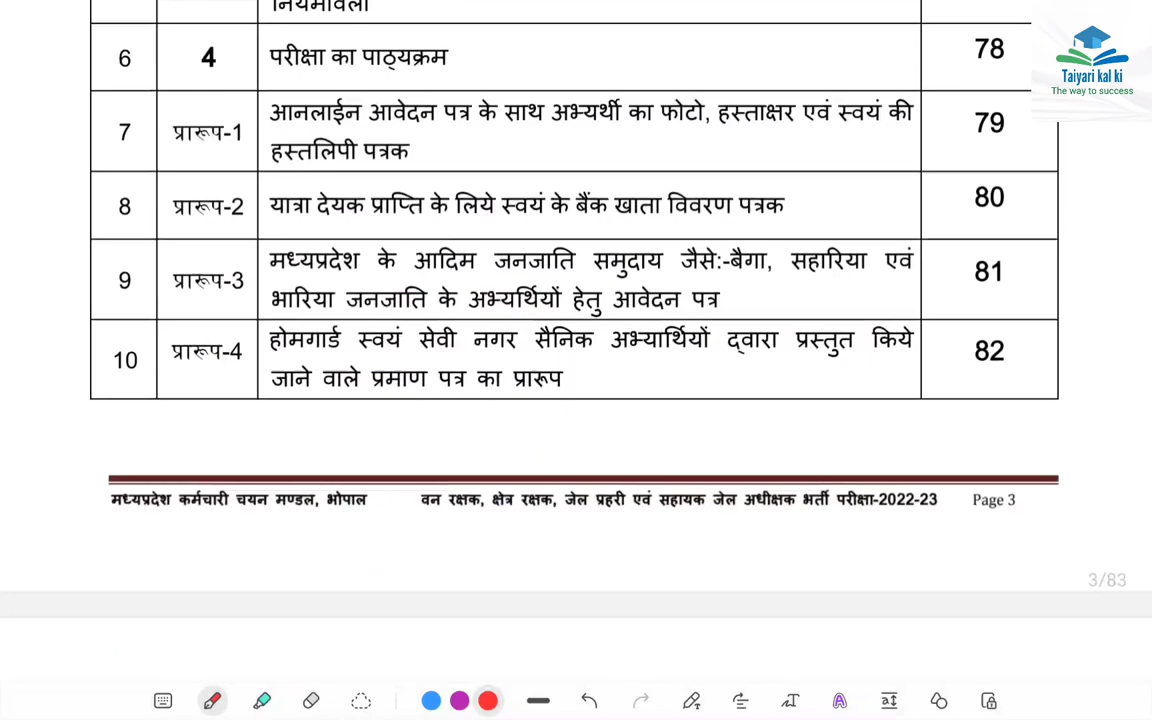 नियमावली
6 4 परीक्षा का पाठ्यक्रम 78
7 प्रारूप-1 आनलाईन आवेदन पत्र के साथ अभ्यर्थी का फोटो, हस्ताक्षर एवं स्वयं की
हस्तलिपी पत्रक 79
8 प्रारूप-2 यात्रा देयक प्राप्ति के लिये स्वयं के बैंक खाता विवरण पत्रक 80
9 प्रारूप-3 मध्यप्रदेश के आदिम जनजाति समुदाय जैसे:-बैगा, सहारिया एवं
भारिया जनजाति के अभ्यर्थियों हेतु आवेदन पत्र 81
10 प्रारूप-4 होमगार्ड स्वयं सेवी नगर सैनिक अभ्यार्थियों द्वारा प्रस्तुत किये
जाने वाले प्रमाण पत्र का प्रारूप 82
Taiyari kal ki
The way to success
मध्यप्रदेश कर्मचारी चयन मण्डल, भोपाल वन रक्षक, क्षेत्र रक्षक, जेल प्रहरी एवं सहायक जेल अधीक्षक भर्ती परीक्षा-2022-23 Page 3
3/83